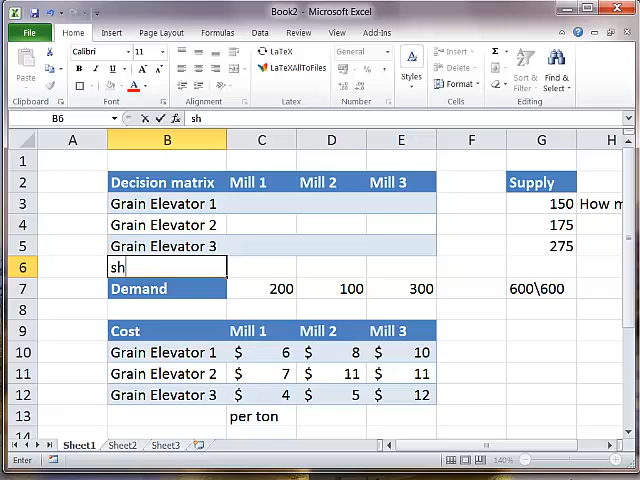 Book2 - Microsoft Excel
File Home Insert Page Layout Formulas Data Review View Add-Ins
Paste Calibri 11 LaTeX General Insert
B I U A A LaTeXAllToFiles % Styles Delete Sort & Find &
A Format Filter Select
Clipboard Font Alignment Number Cells Editing
B6 fx sh
A B C D E F G H
1
2 Decision matrix Mill 1 Mill 2 Mill 3 Supply
3 Grain Elevator 1 150 How m
4 Grain Elevator 2 175
5 Grain Elevator 3 275
6 sh
7 Demand 200 100 300 600\600
8
9 Cost Mill 1 Mill 2 Mill 3
10 Grain Elevator 1 $ 6 $ 8 $ 10
11 Grain Elevator 2 $ 7 $ 11 $ 11
12 Grain Elevator 3 $ 4 $ 5 $ 12
13 per ton
14
Sheet1 Sheet2 Sheet3
Enter 140%